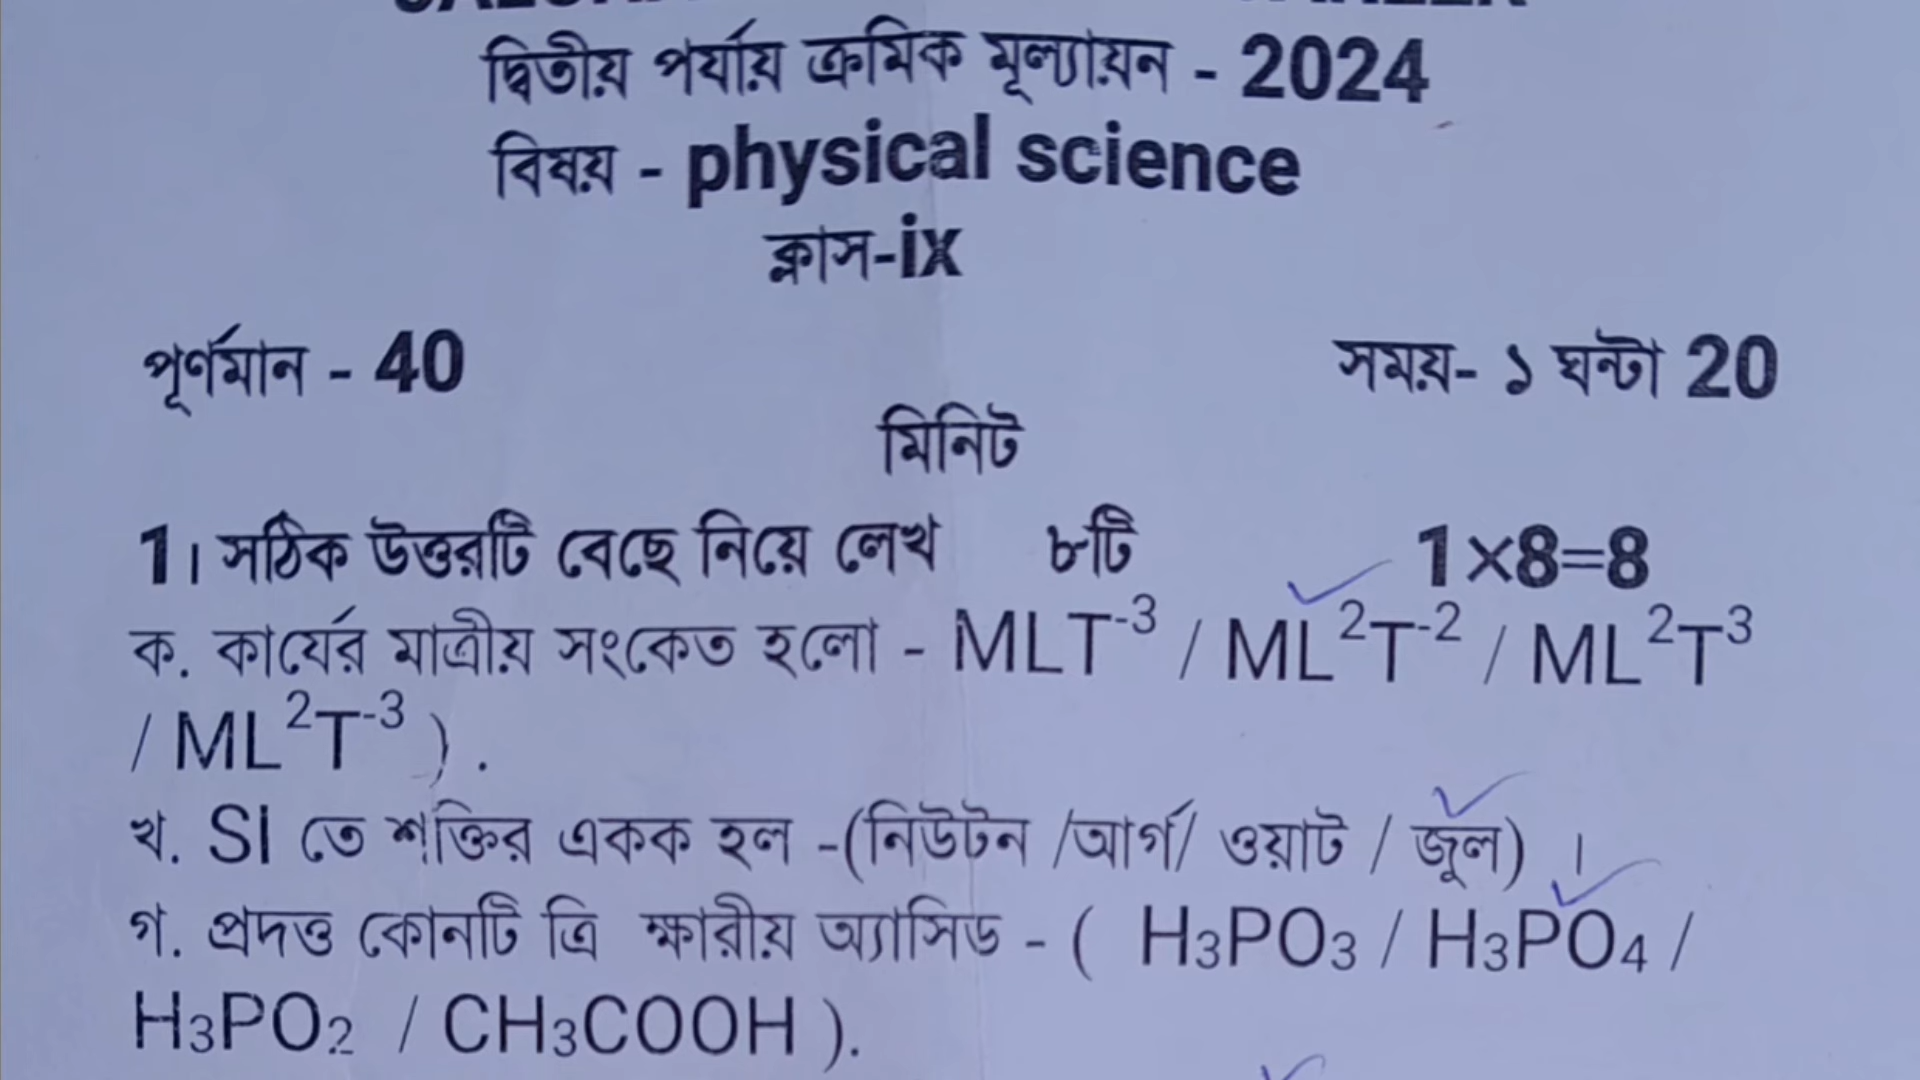 দ্বিতীয় পর্যায় ক্রমিক মূল্যায়ন - 2024
বিষয় - physical science
ক্লাস-ix
পূর্ণমান - 40 সময়- ১ ঘন্টা 20
মিনিট
1। সঠিক উত্তরটি বেছে নিয়ে লেখ ৮টি 1×8=8
ক. কার্যের মাত্রীয় সংকেত হলো - MLT⁻³ / ML²T⁻² / ML²T³
/ ML²T⁻³ ) .
খ. SI তে শক্তির একক হল -(নিউটন /আর্গ/ ওয়াট / জুল) ।
গ. প্রদত্ত কোনটি ত্রি ক্ষারীয় অ্যাসিড - ( H₃PO₃ / H₃PO₄ /
H₃PO₂ / CH₃COOH ).